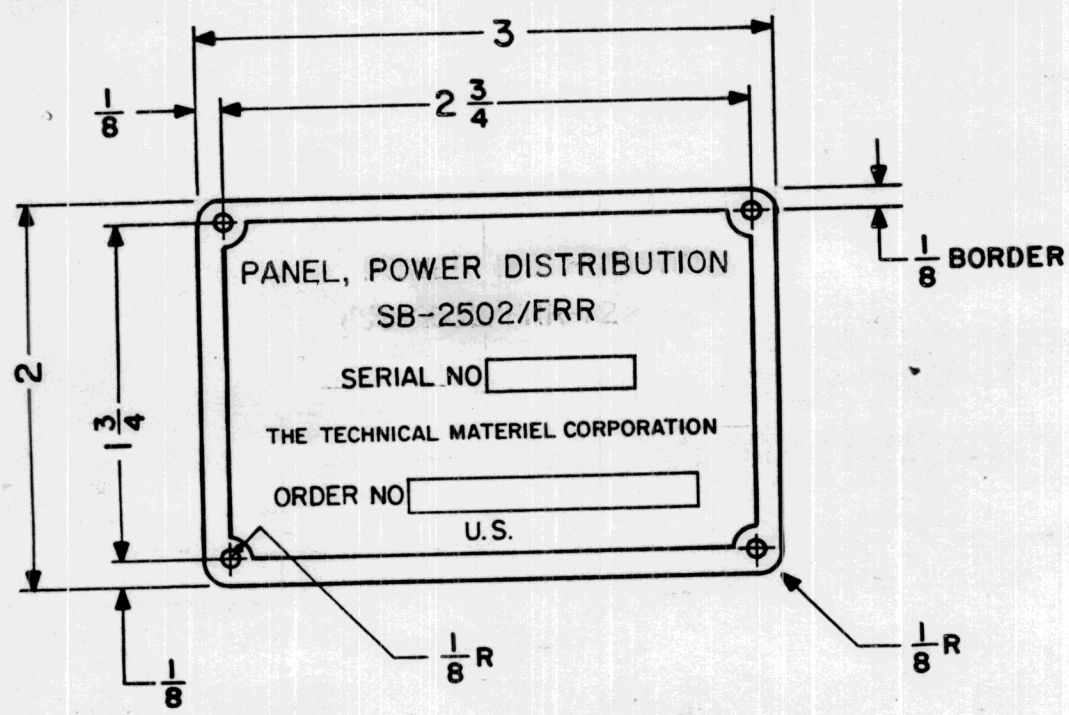 3
2 3/4
1/8
1/8 BORDER
2
1 3/4
PANEL, POWER DISTRIBUTION
SB-2502/FRR
SERIAL NO
THE TECHNICAL MATERIEL CORPORATION
ORDER NO
U.S.
1/8
1/8 R
1/8 R